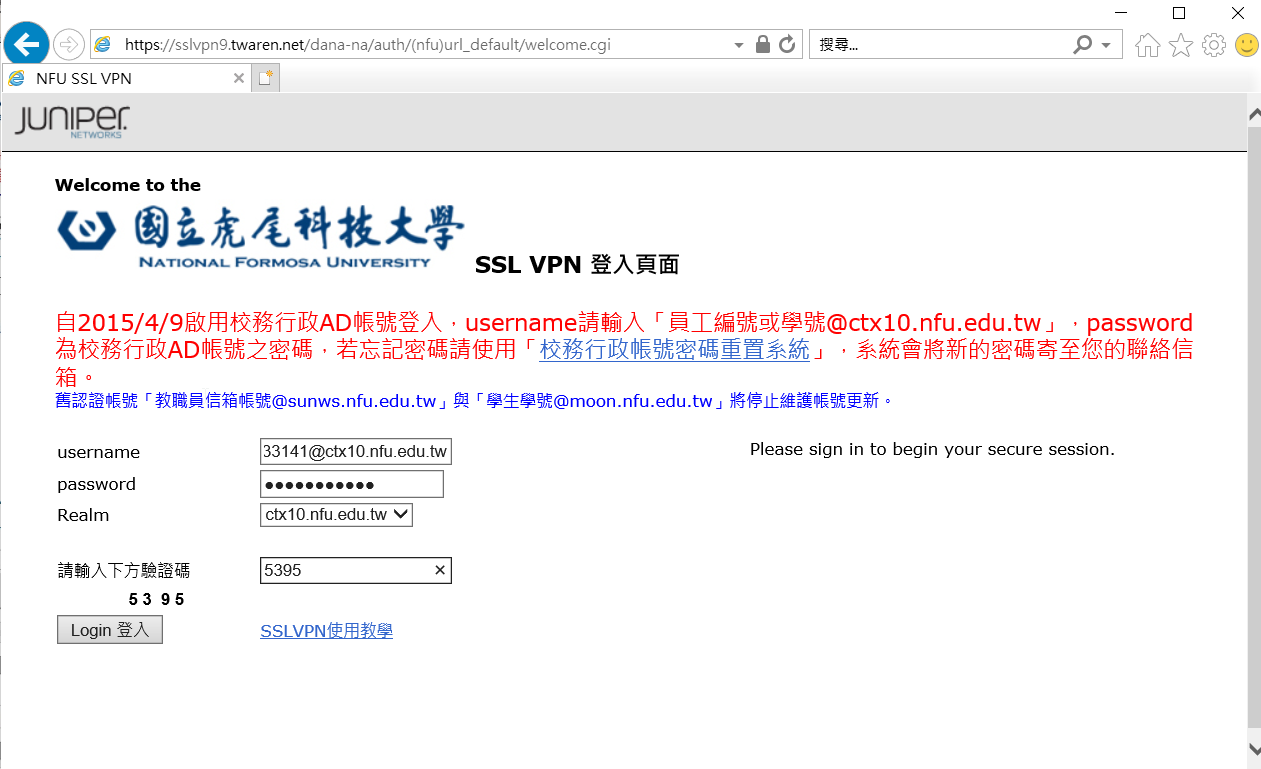 https://sslvpn9.twaren.net/dana-na/auth/(nfu)url_default/welcome.cgi
搜尋...
NFU SSL VPN
JUNIPER
NETWORKS
Welcome to the
國立虎尾科技大學
NATIONAL FORMOSA UNIVERSITY
SSL VPN 登入頁面
自2015/4/9啟用校務行政AD帳號登入，username請輸入「員工編號或學號@ctx10.nfu.edu.tw」，password
為校務行政AD帳號之密碼，若忘記密碼請使用「校務行政帳號密碼重置系統」，系統會將新的密碼寄至您的聯絡信
箱。
舊認證帳號「教職員信箱帳號@sunws.nfu.edu.tw」與「學生學號@moon.nfu.edu.tw」將停止維護帳號更新。
username 33141@ctx10.nfu.edu.tw Please sign in to begin your secure session.
password ●●●●●●●●●●●
Realm ctx10.nfu.edu.tw
請輸入下方驗證碼 5395
5 3 9 5
Login 登入 SSLVPN使用教學